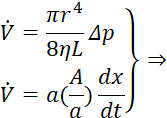 V̇ = πr⁴/8ηL Δp
V̇ = a(A/a) dx/dt } ⇒